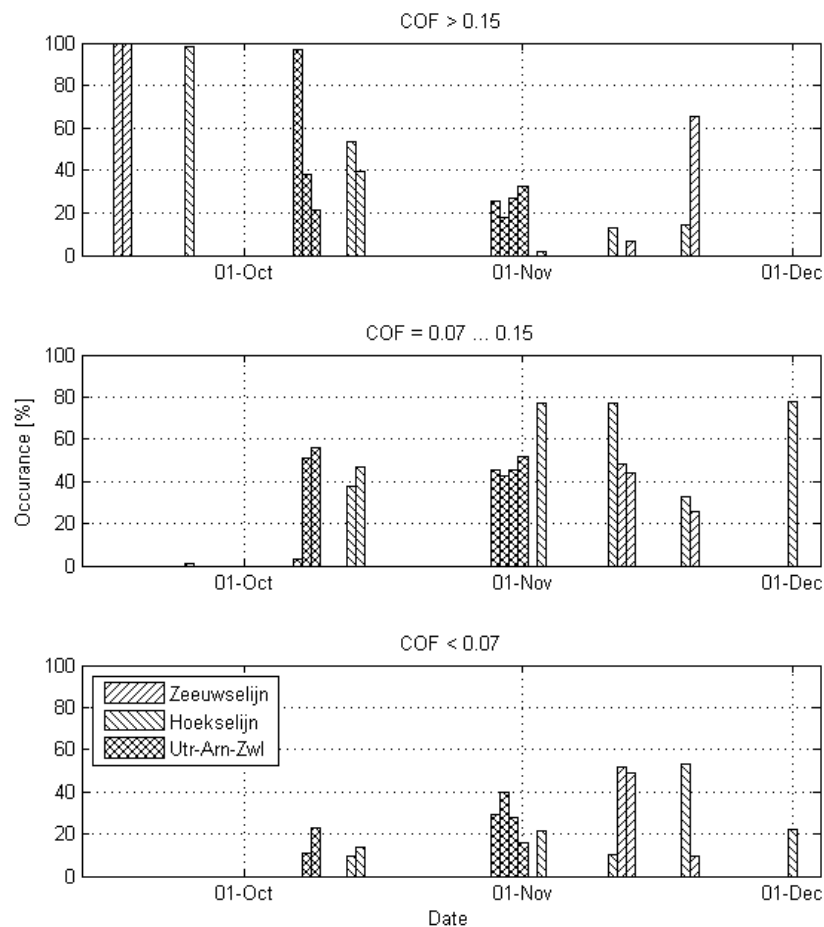 COF > 0.15
100
80
60
40
20
0
01-Oct
01-Nov
01-Dec
COF = 0.07 ... 0.15
100
80
60
40
20
0
01-Oct
01-Nov
01-Dec
Occurance [%]
COF < 0.07
100
80
60
40
20
0
Zeeuwselijn
Hoekselijn
Utr-Arn-Zwl
01-Oct
01-Nov
01-Dec
Date